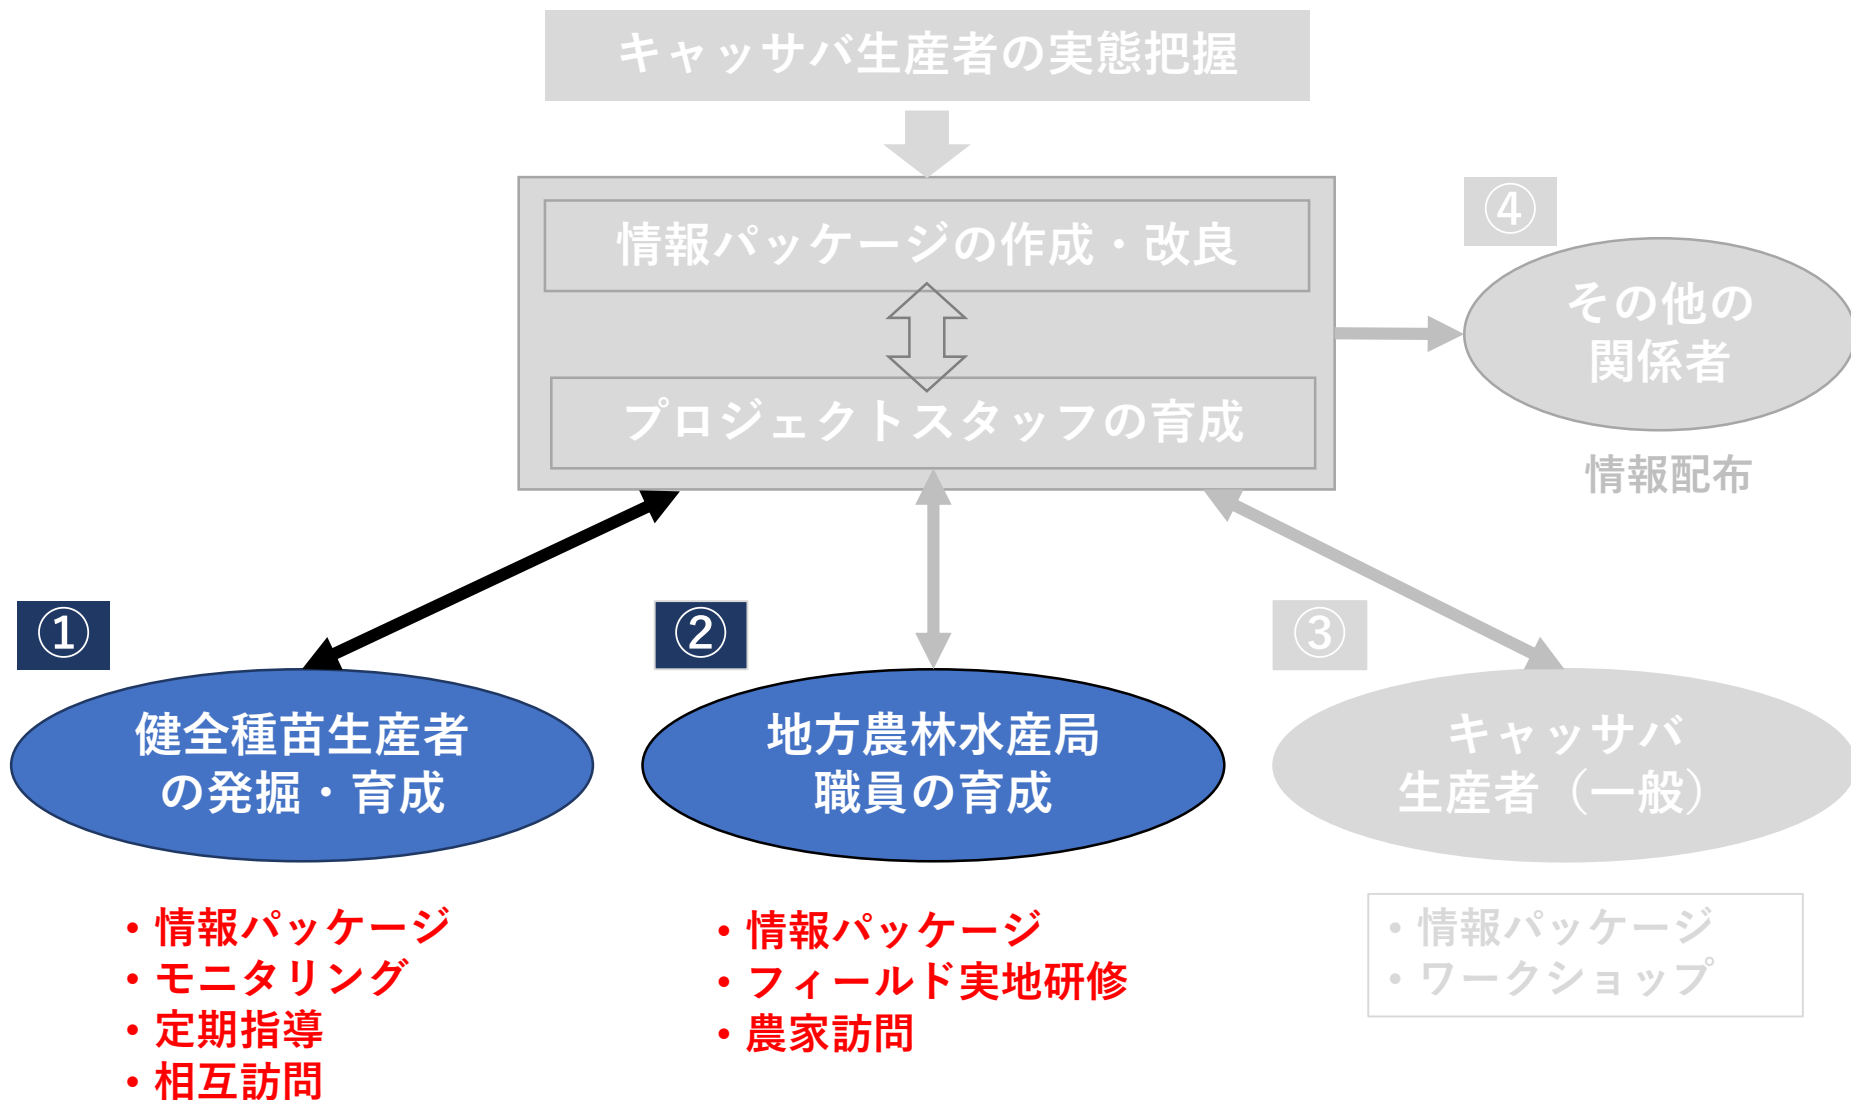 キャッサバ生産者の実態把握
情報パッケージの作成・改良
プロジェクトスタッフの育成
④
その他の
関係者
情報配布
①
健全種苗生産者
の発掘・育成
・情報パッケージ
・モニタリング
・定期指導
・相互訪問
②
地方農林水産局
職員の育成
・情報パッケージ
・フィールド実地研修
・農家訪問
③
キャッサバ
生産者（一般）
・情報パッケージ
・ワークショップ